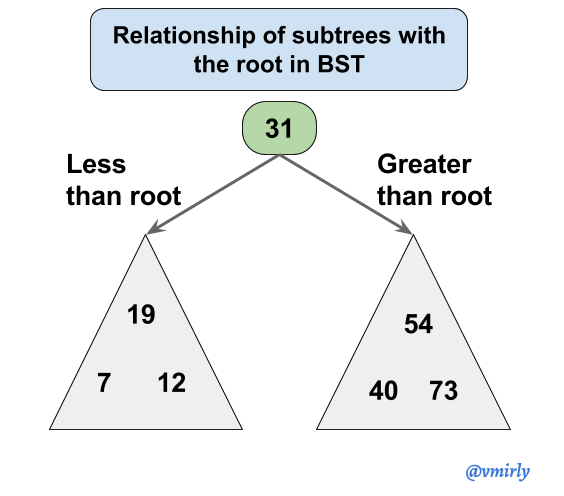 Relationship of subtrees with
the root in BST
31
Less
than root
Greater
than root
19
7 12
54
40 73
@vmirly